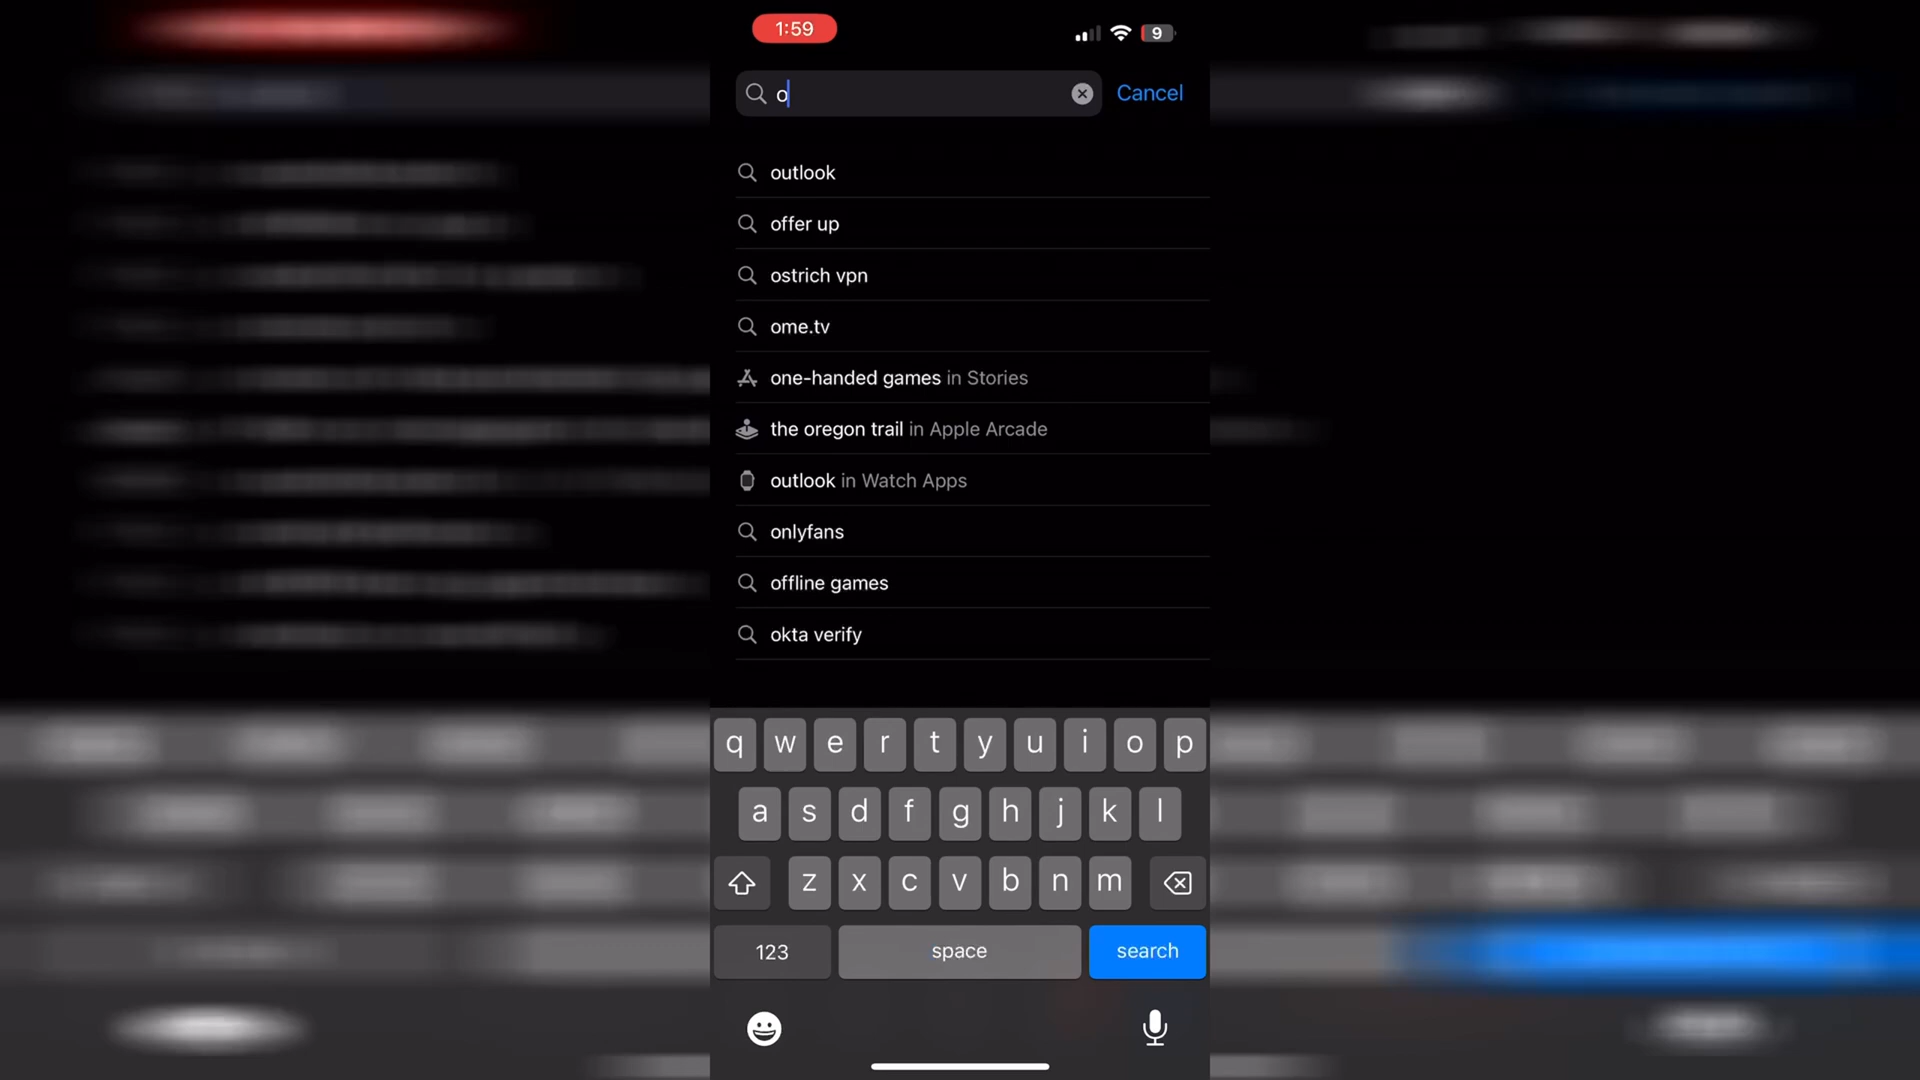 1:59
9
o
Cancel
outlook
offer up
ostrich vpn
ome.tv
one-handed games in Stories
the oregon trail in Apple Arcade
outlook in Watch Apps
onlyfans
offline games
okta verify
q w e r t y u i o p
a s d f g h j k l
z x c v b n m
123 space search